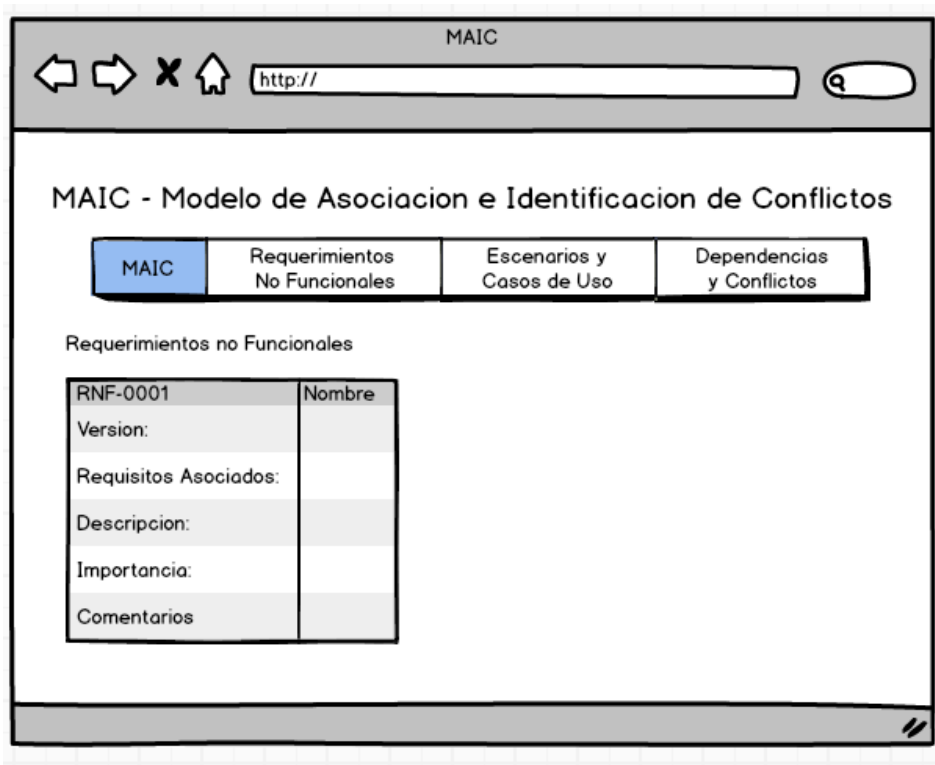 MAIC
http://
MAIC - Modelo de Asociacion e Identificacion de Conflictos
MAIC
Requerimientos
No Funcionales
Escenarios y
Casos de Uso
Dependencias
y Conflictos
Requerimientos no Funcionales
RNF-0001 Nombre
Version:
Requisitos Asociados:
Descripcion:
Importancia:
Comentarios